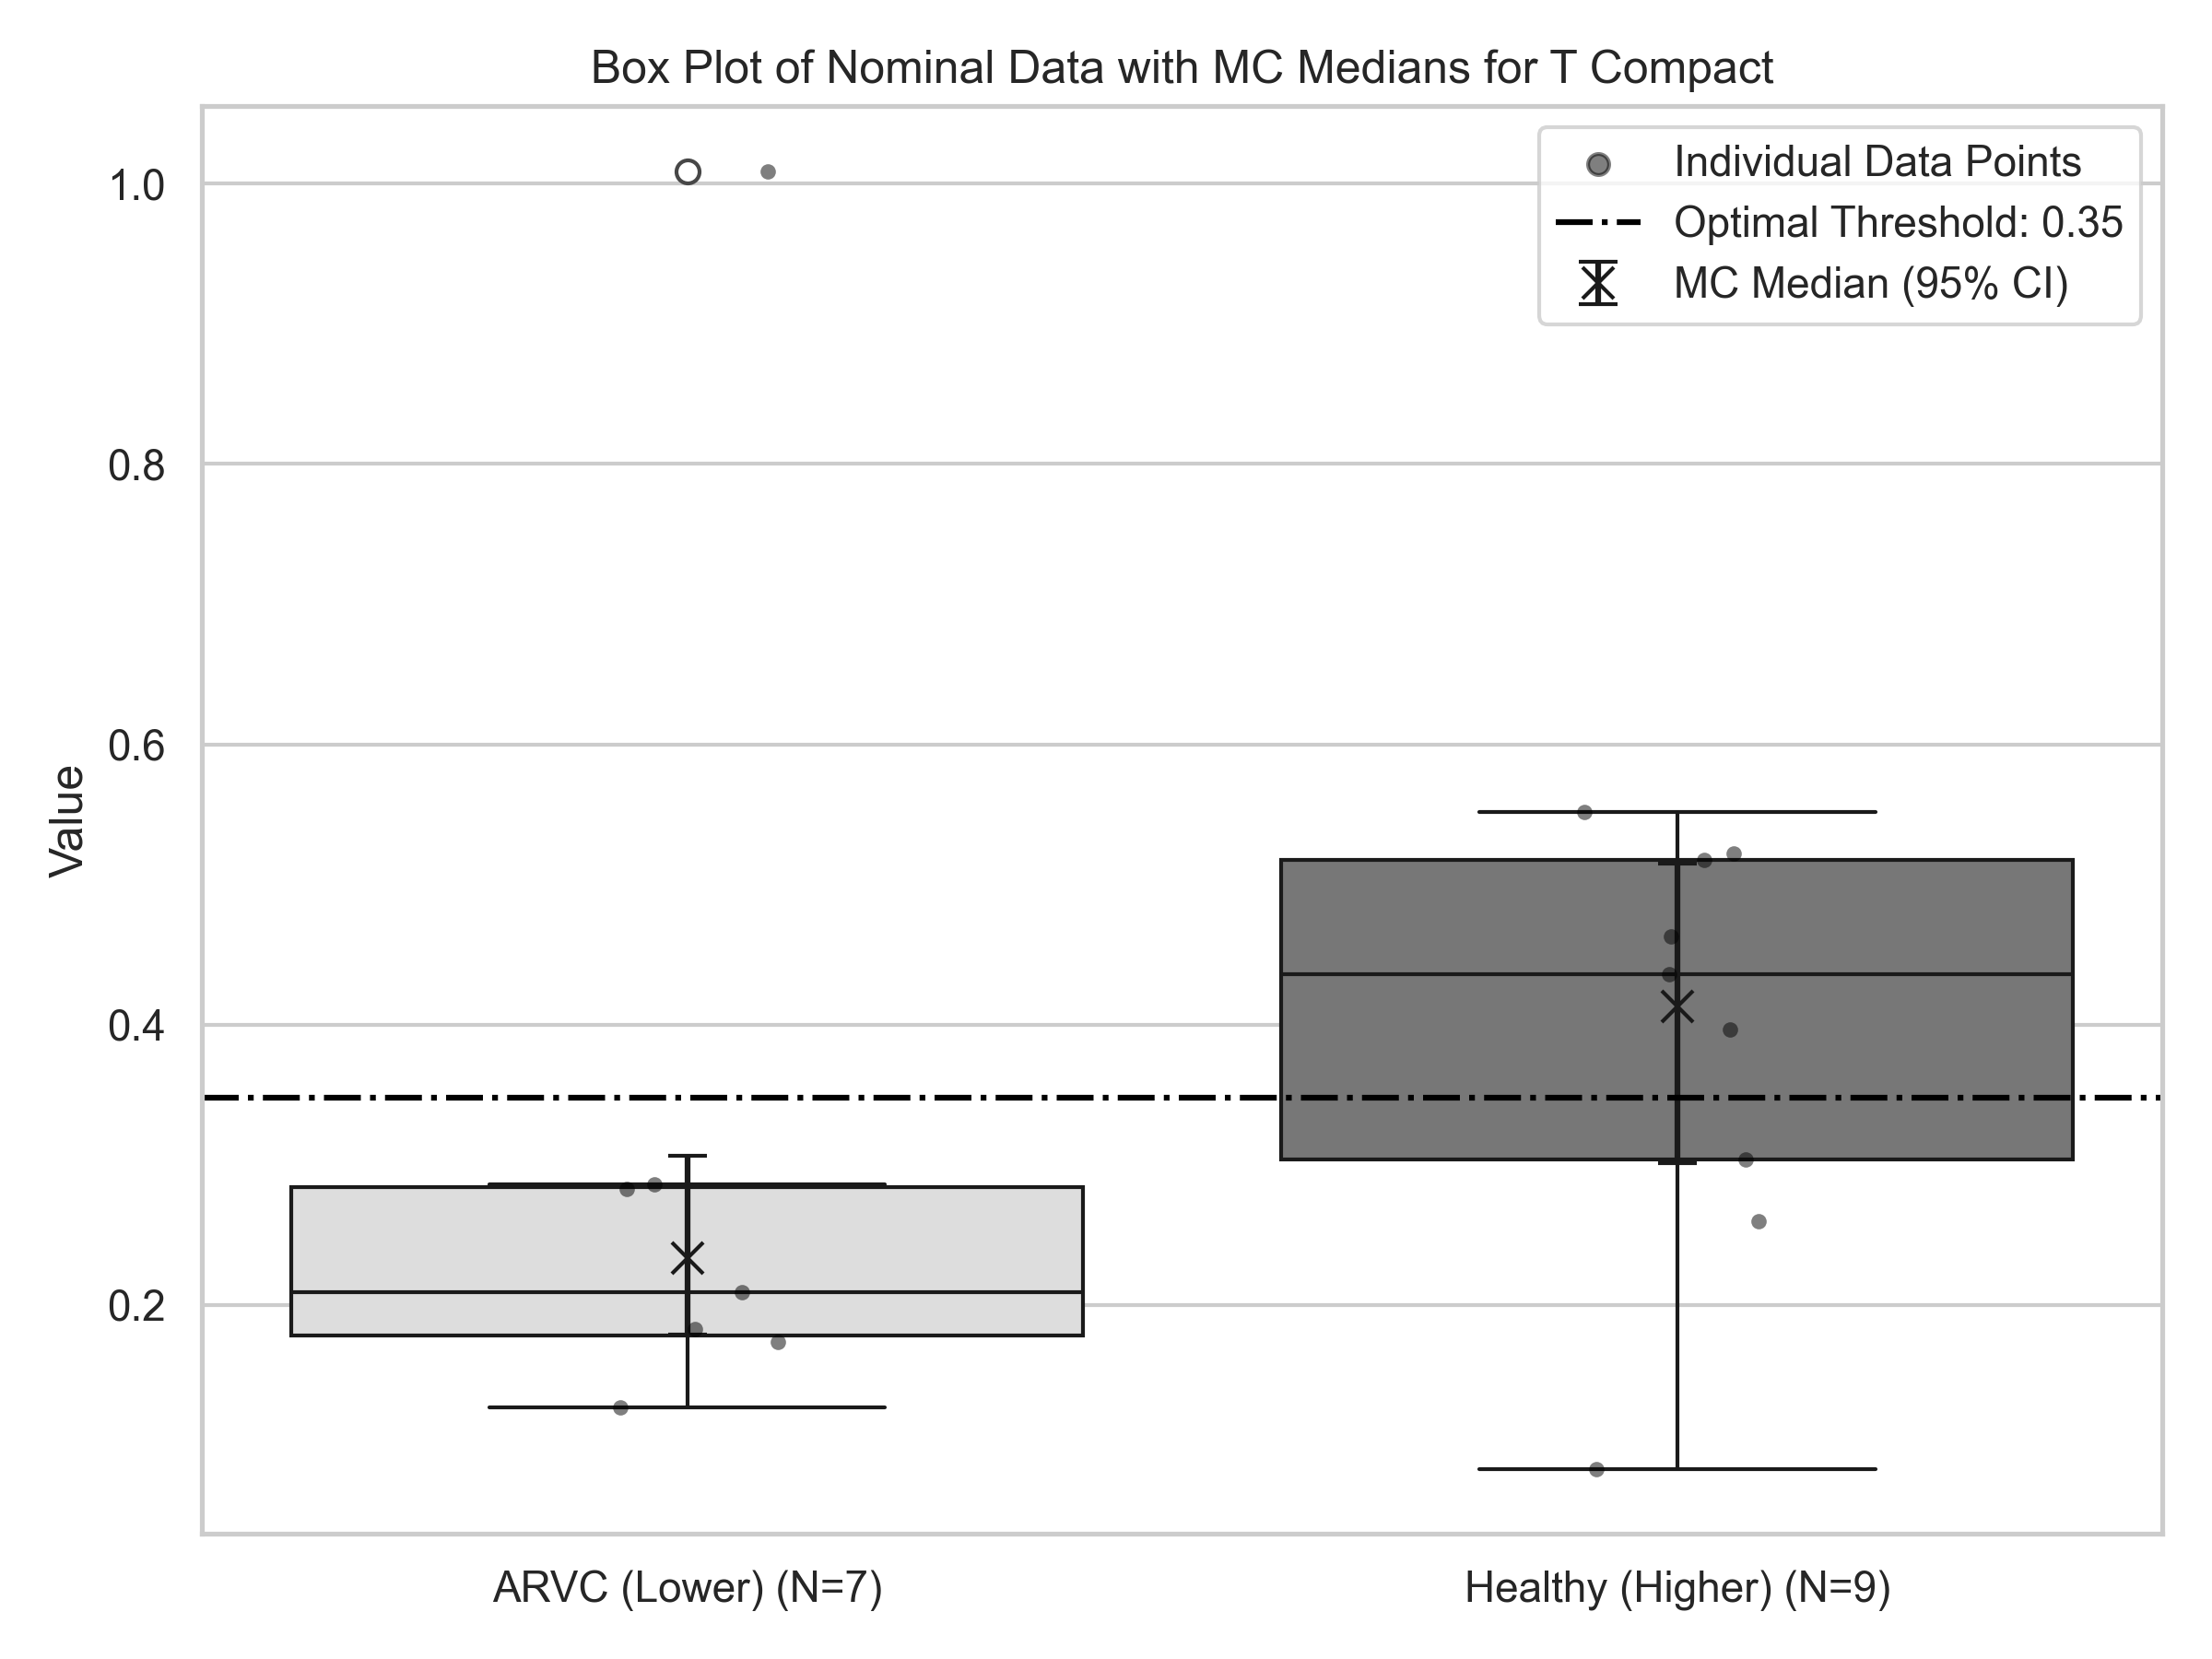 Box Plot of Nominal Data with MC Medians for T Compact
Individual Data Points
Optimal Threshold: 0.35
MC Median (95% CI)
1.0
0.8
0.6
0.4
0.2
Value
ARVC (Lower) (N=7)
Healthy (Higher) (N=9)